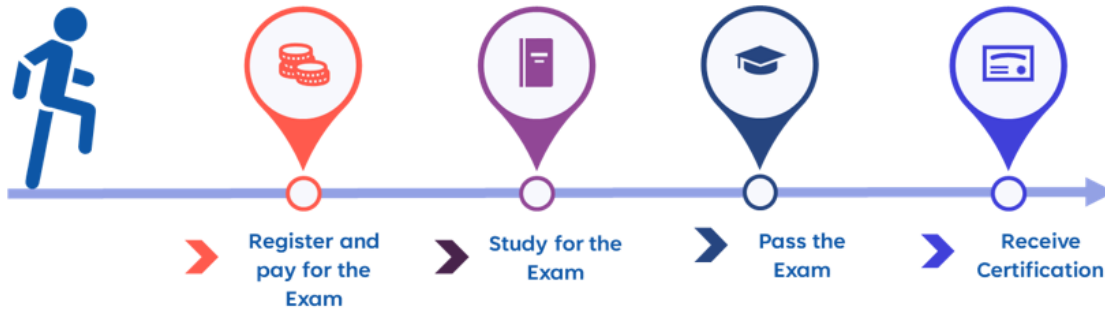 Register and
pay for the
Exam
Study for the
Exam
Pass the
Exam
Receive
Certification